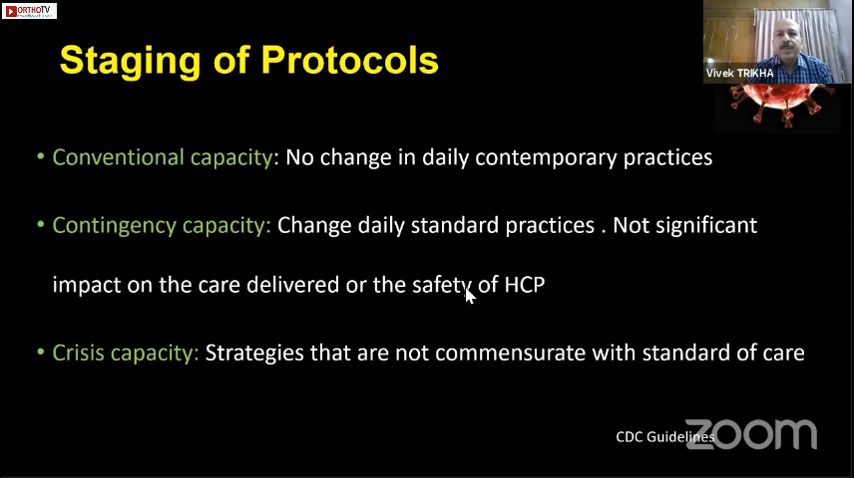 ORTHOTV
Staging of Protocols
Vivek TRIKHA
• Conventional capacity: No change in daily contemporary practices
• Contingency capacity: Change daily standard practices . Not significant
impact on the care delivered or the safety of HCP
• Crisis capacity: Strategies that are not commensurate with standard of care
CDC Guidelines
zoom